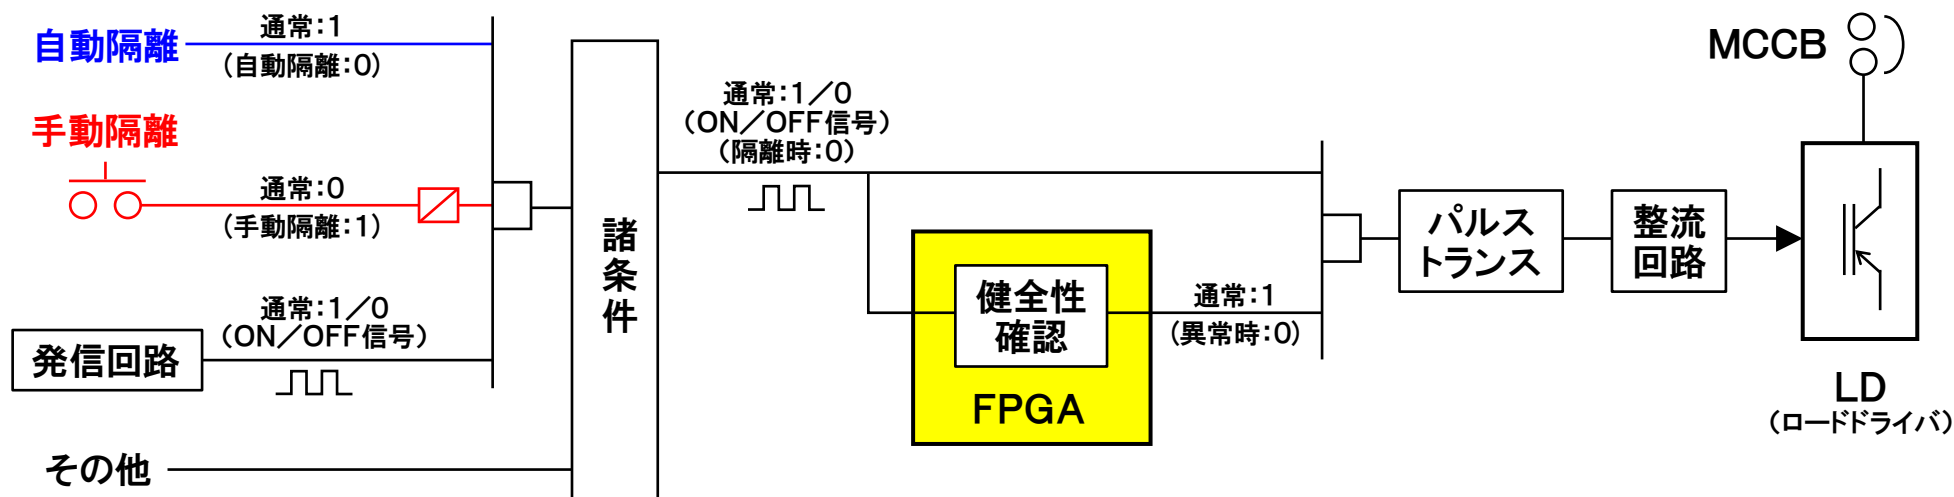 自動隔離
通常：1
（自動隔離：0）
手動隔離
通常：0
（手動隔離：1）
発信回路
通常：1／0
（ON／OFF信号）
その他
諸条件
通常：1／0
（ON／OFF信号）
（隔離時：0）
健全性
確認
FPGA
通常：1
（異常時：0）
パルス
トランス
整流
回路
MCCB
LD
（ロードドライバ）